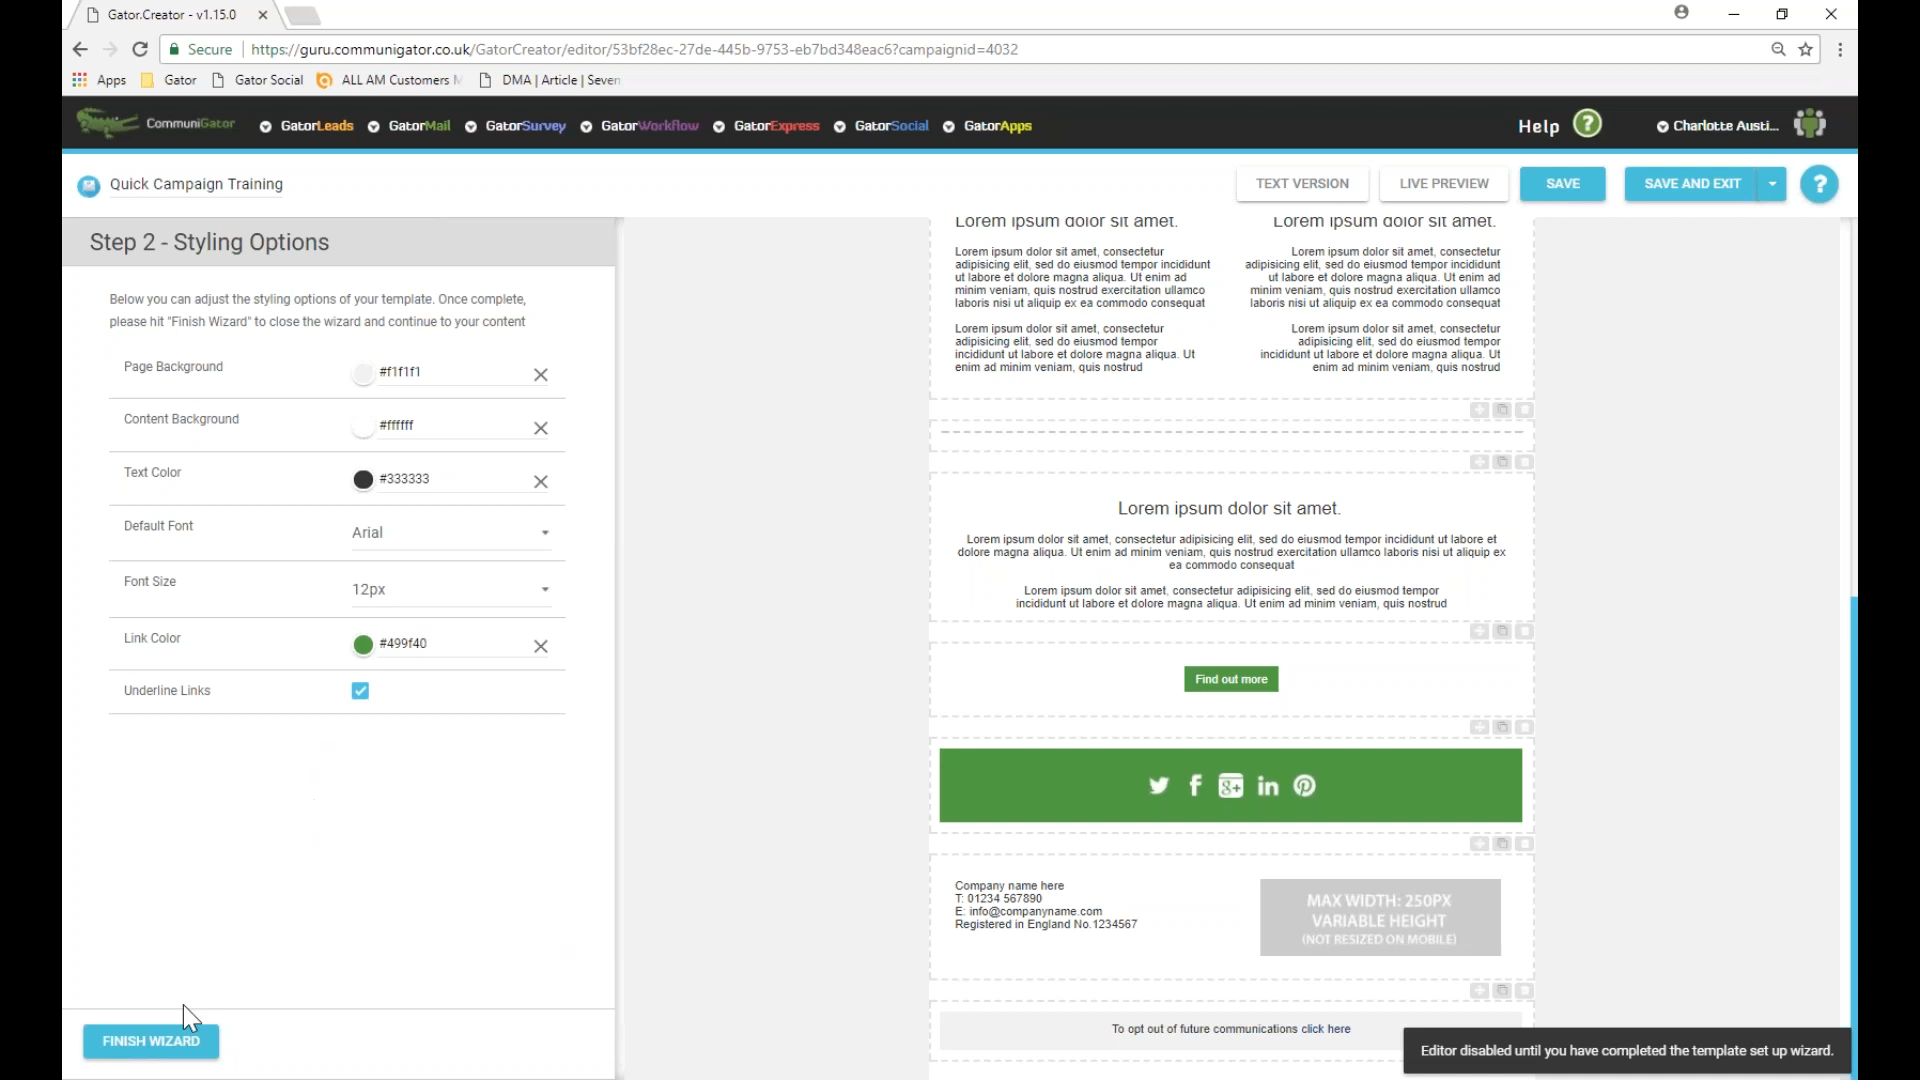 Gator.Creator - v1.15.0
Secure https://guru.communigator.co.uk/GatorCreator/editor/53bf28ec-27de-445b-9753-eb7bd348eac6?campaignid=4032
Apps Gator Gator Social ALL AM Customers M DMA | Article | Seven
CommuniGator GatorLeads GatorMail GatorSurvey GatorWorkflow GatorExpress GatorSocial GatorApps Help ? Charlotte Austi...
Quick Campaign Training TEXT VERSION LIVE PREVIEW SAVE SAVE AND EXIT ?
Step 2 - Styling Options
Below you can adjust the styling options of your template. Once complete,
please hit "Finish Wizard" to close the wizard and continue to your content
Page Background #f1f1f1
Content Background #ffffff
Text Color #333333
Default Font Arial
Font Size 12px
Link Color #499f40
Underline Links
FINISH WIZARD
Lorem ipsum dolor sit amet.
Lorem ipsum dolor sit amet, consectetur
adipisicing elit, sed do eiusmod tempor incididunt
ut labore et dolore magna aliqua. Ut enim ad
minim veniam, quis nostrud exercitation ullamco
laboris nisi ut aliquip ex ea commodo consequat
Lorem ipsum dolor sit amet, consectetur
adipisicing elit, sed do eiusmod tempor
incididunt ut labore et dolore magna aliqua. Ut
enim ad minim veniam, quis nostrud
Lorem ipsum dolor sit amet.
Lorem ipsum dolor sit amet, consectetur
adipisicing elit, sed do eiusmod tempor incididunt
ut labore et dolore magna aliqua. Ut enim ad
minim veniam, quis nostrud exercitation ullamco
laboris nisi ut aliquip ex ea commodo consequat
Lorem ipsum dolor sit amet, consectetur
adipisicing elit, sed do eiusmod tempor
incididunt ut labore et dolore magna aliqua. Ut
enim ad minim veniam, quis nostrud
Lorem ipsum dolor sit amet.
Lorem ipsum dolor sit amet, consectetur adipisicing elit, sed do eiusmod tempor incididunt ut labore et
dolore magna aliqua. Ut enim ad minim veniam, quis nostrud exercitation ullamco laboris nisi ut aliquip ex
ea commodo consequat
Lorem ipsum dolor sit amet, consectetur adipisicing elit, sed do eiusmod tempor
incididunt ut labore et dolore magna aliqua. Ut enim ad minim veniam, quis nostrud
Find out more
Company name here
T: 01234 567890
E: info@companyname.com
Registered in England No.1234567
MAX WIDTH: 250PX
VARIABLE HEIGHT
(NOT RESIZED ON MOBILE)
To opt out of future communications click here
Editor disabled until you have completed the template set up wizard.